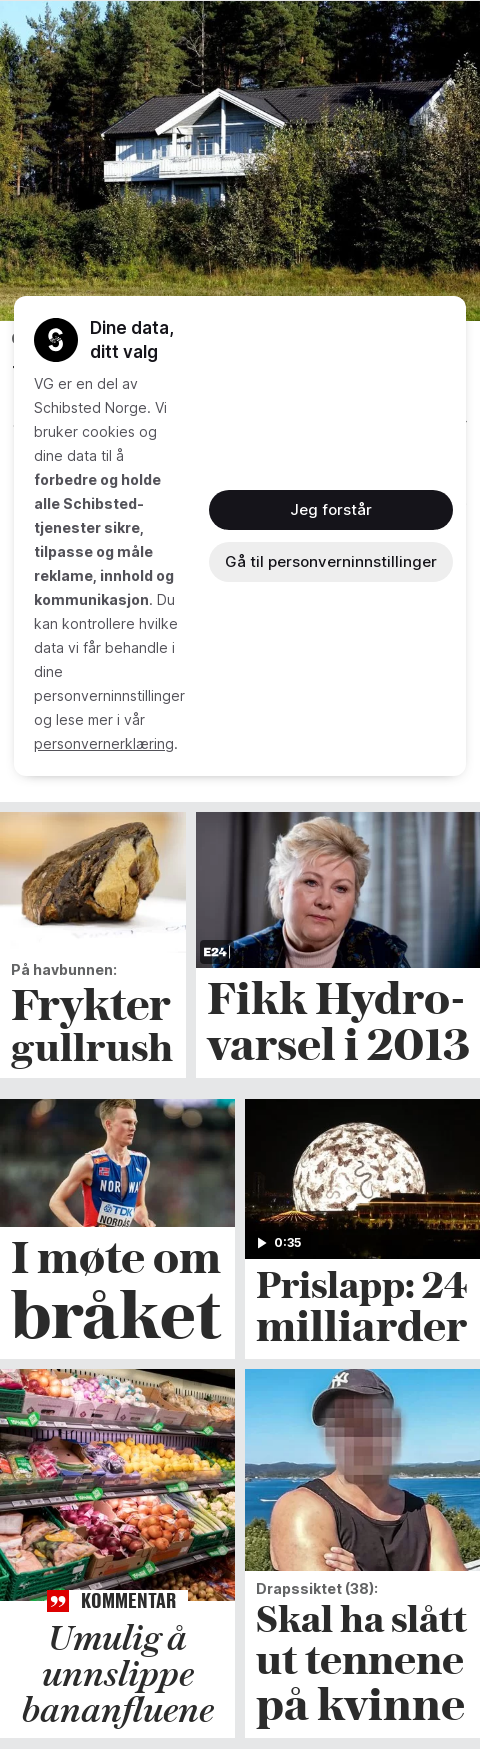 Dine data,
ditt valg
VG er en del av
Schibsted Norge. Vi
bruker cookies og
dine data til å
forbedre og holde
alle Schibsted-
tjenester sikre,
tilpasse og måle
reklame, innhold og
kommunikasjon. Du
kan kontrollere hvilke
data vi får behandle i
dine
personverninnstillinger
og lese mer i vår
personvernerklæring.
Jeg forstår
Gå til personverninnstillinger
På havbunnen:
Frykter
gullrush
E24
Fikk Hydro-
varsel i 2013
NORWAY
TDK
NORDÅS
I møte om
bråket
0:35
Prislapp: 24
milliarder
KOMMENTAR
Umulig å
unnslippe
bananfluene
NY
Drapssiktet (38):
Skal ha slått
ut tennene
på kvinne